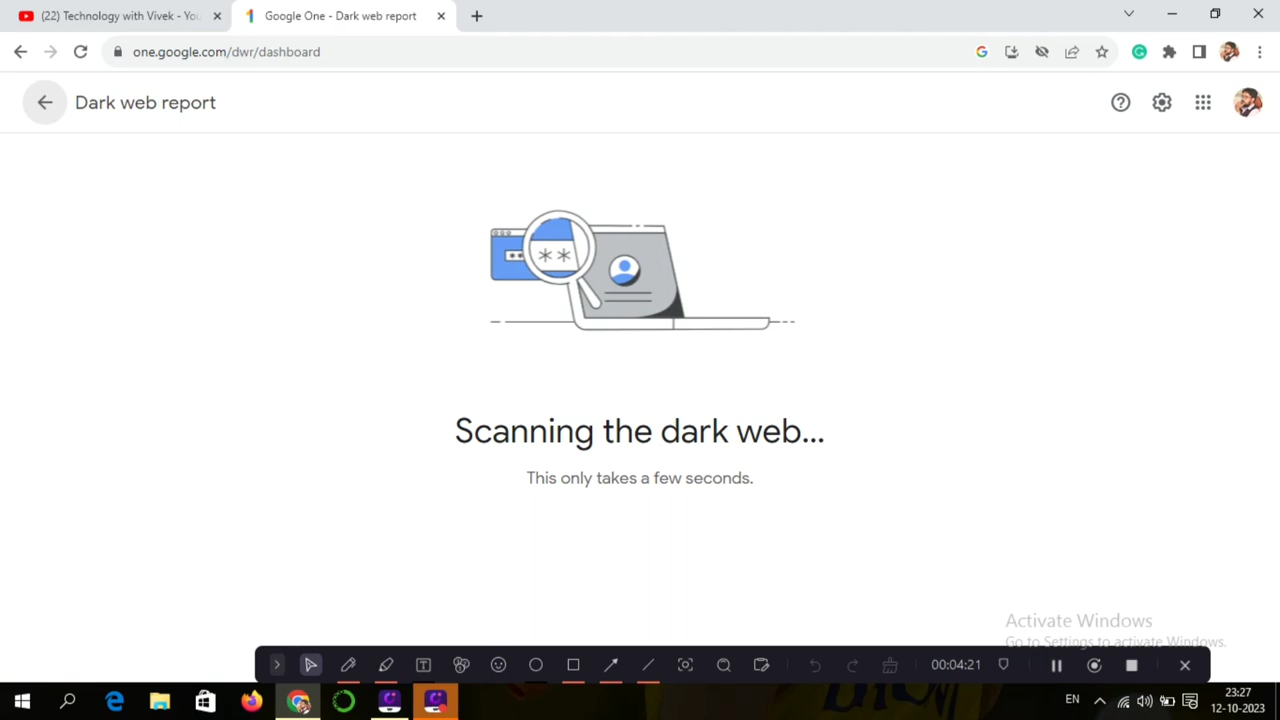 (22) Technology with Vivek - You
Google One - Dark web report
one.google.com/dwr/dashboard
Dark web report
**
** 
Scanning the dark web...
This only takes a few seconds.
Activate Windows
Go to Settings to activate Windows.
00:04:21
EN
23:27
12-10-2023